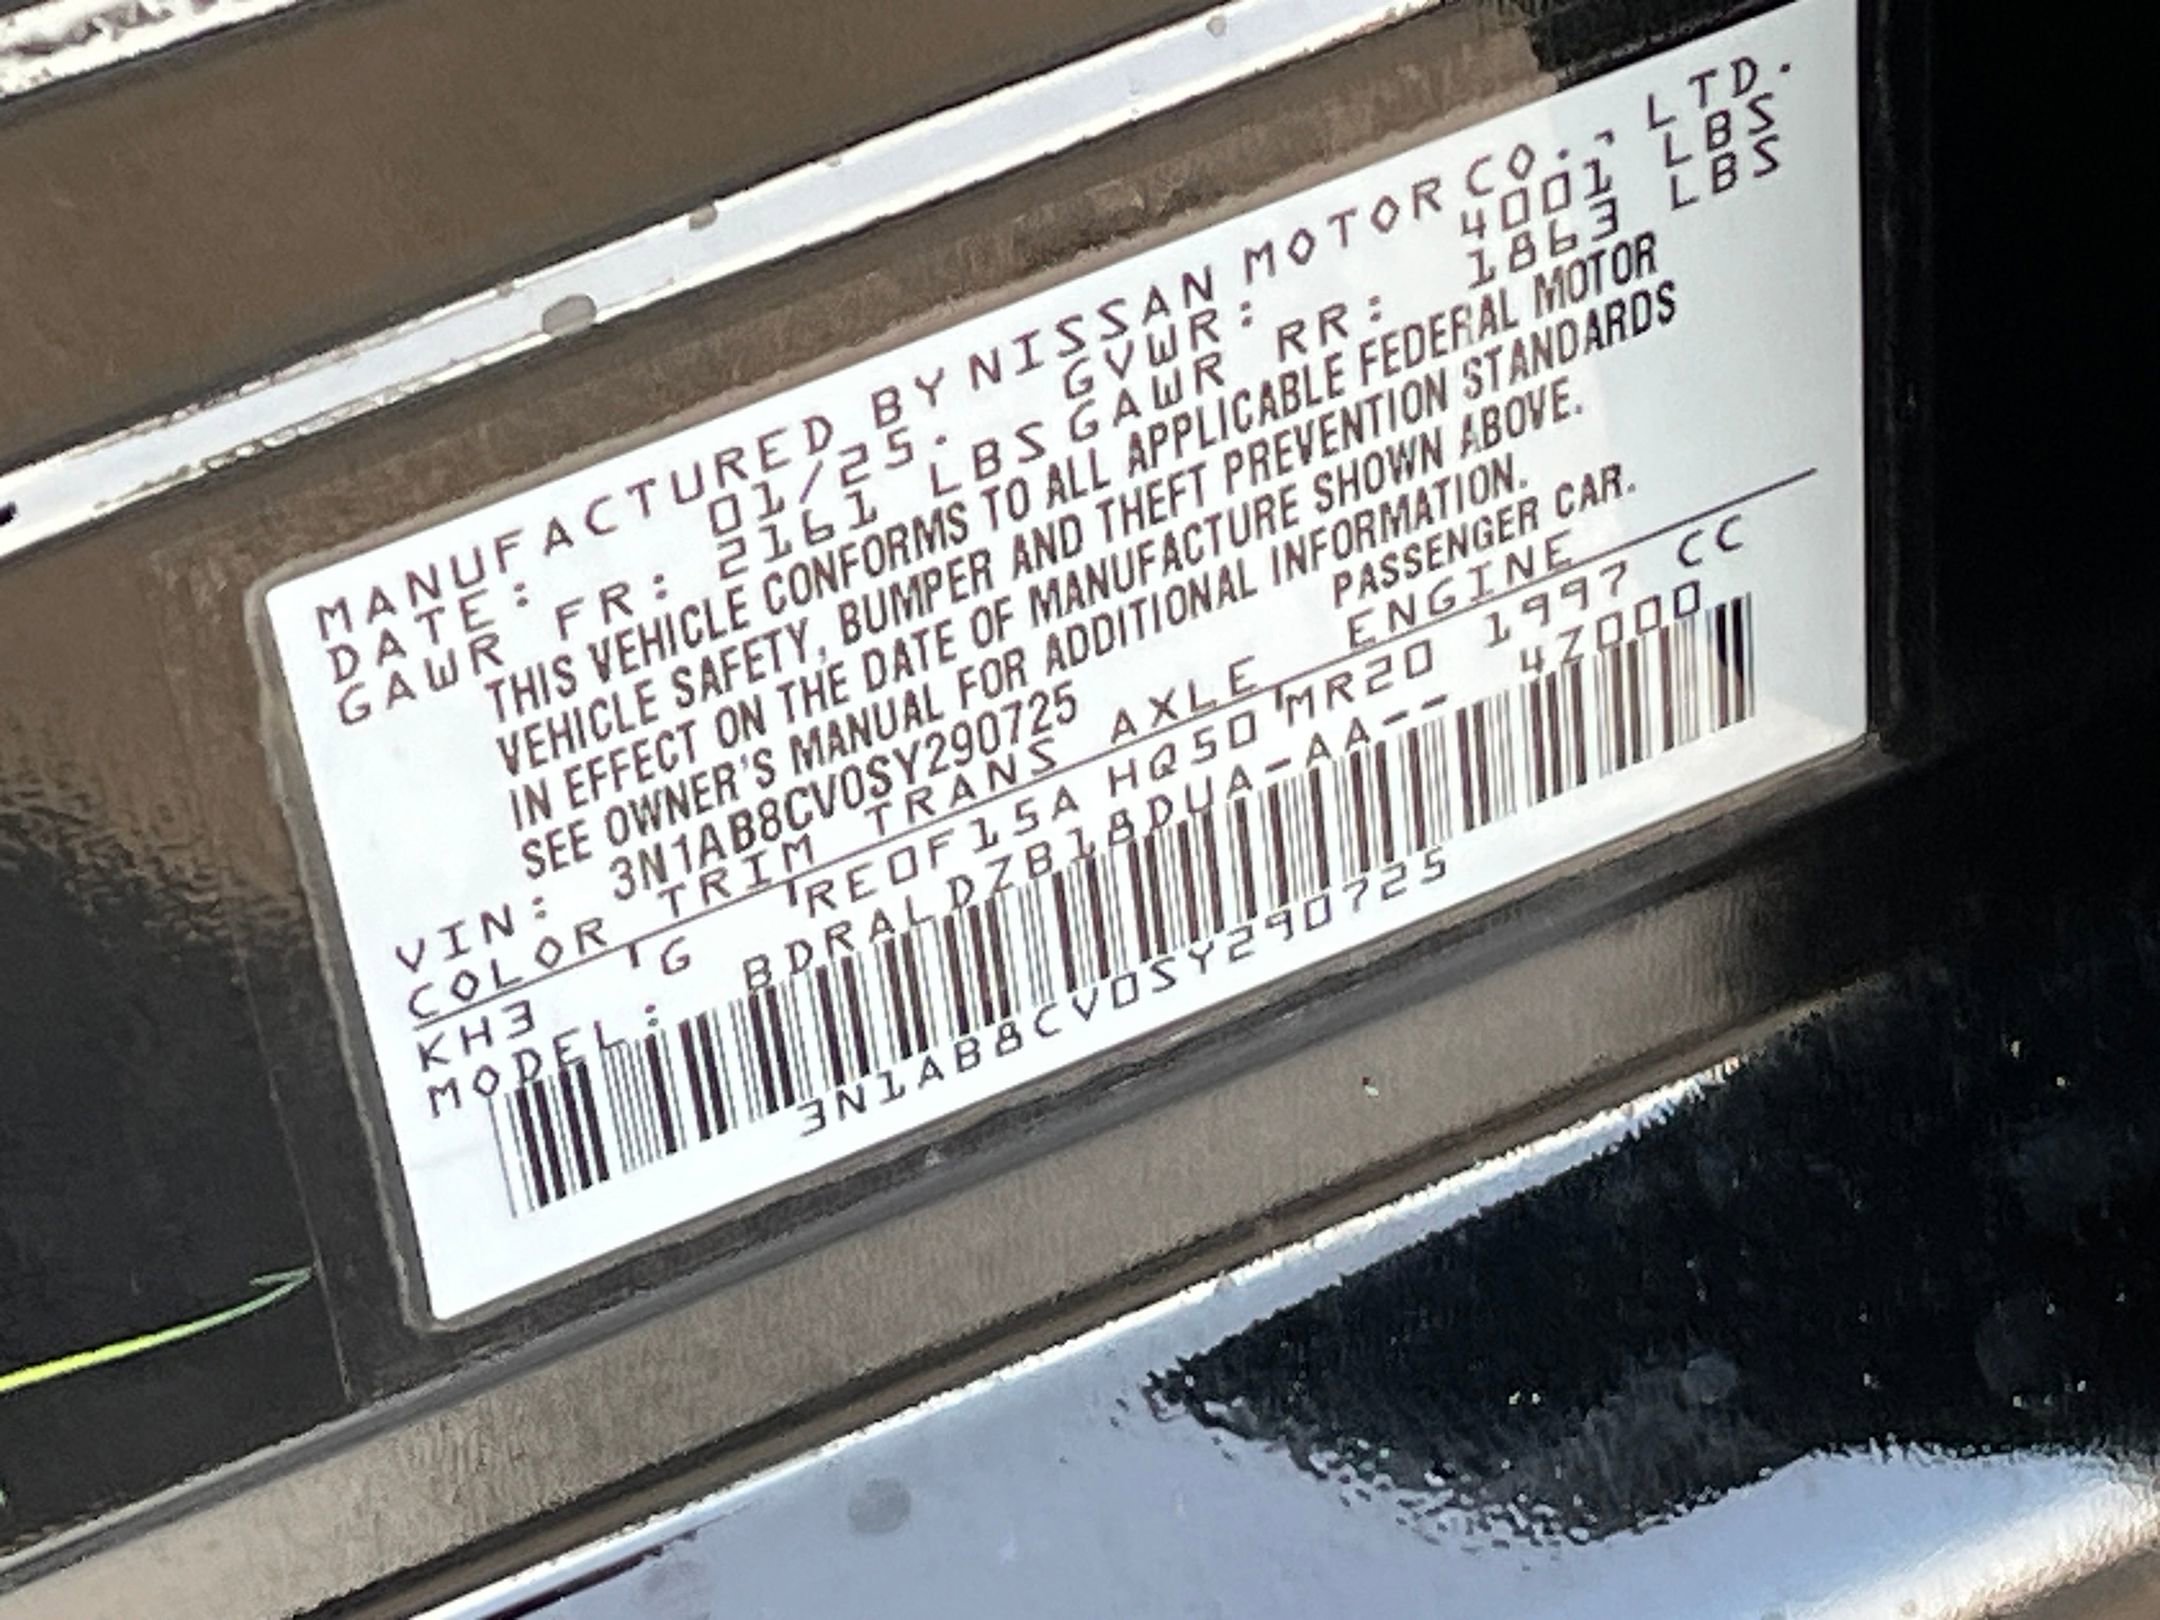 MANUFACTURED BY NISSAN MOTOR CO., LTD.
DATE: 01/25. GVWR: 4001 LBS
GAWR FR: 2161 LBS GAWR RR: 1863 LBS
THIS VEHICLE CONFORMS TO ALL APPLICABLE FEDERAL MOTOR
VEHICLE SAFETY, BUMPER AND THEFT PREVENTION STANDARDS
IN EFFECT ON THE DATE OF MANUFACTURE SHOWN ABOVE.
SEE OWNER'S MANUAL FOR ADDITIONAL INFORMATION.
VIN: 3N1AB8CV0SY290725 PASSENGER CAR.
COLOR TRIM TRANS AXLE ENGINE
KH3 G RE0F15A HQ50 MR20 1997 CC
MODEL: BDRALDZB18DUA-AA-- 4Z000
3N1AB8CV0SY290725